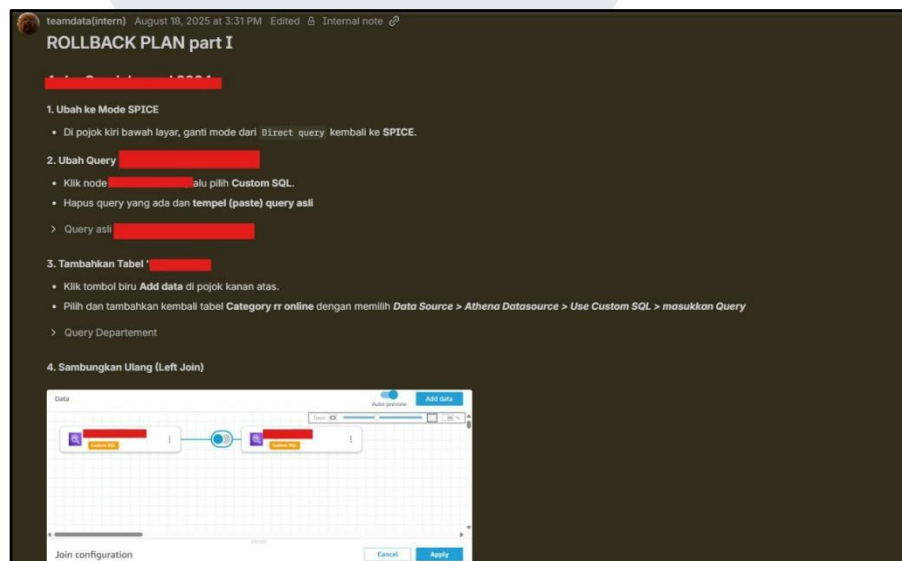 teamdata(intern) August 18, 2025 at 3:31 PM Edited Internal note
ROLLBACK PLAN part I
1. Ubah ke Mode SPICE
• Di pojok kiri bawah layar, ganti mode dari Direct query kembali ke SPICE.
2. Ubah Query
• Klik node alu pilih Custom SQL.
• Hapus query yang ada dan tempel (paste) query asli
> Query asli
3. Tambahkan Tabel '
• Klik tombol biru Add data di pojok kanan atas.
• Pilih dan tambahkan kembali tabel Category rr online dengan memilih Data Source > Athena Datasource > Use Custom SQL > masukkan Query
> Query Departement
4. Sambungkan Ulang (Left Join)
Data
Auto-preview Add data
Zoom
Custom SQL
Custom SQL
Join configuration
Cancel Apply